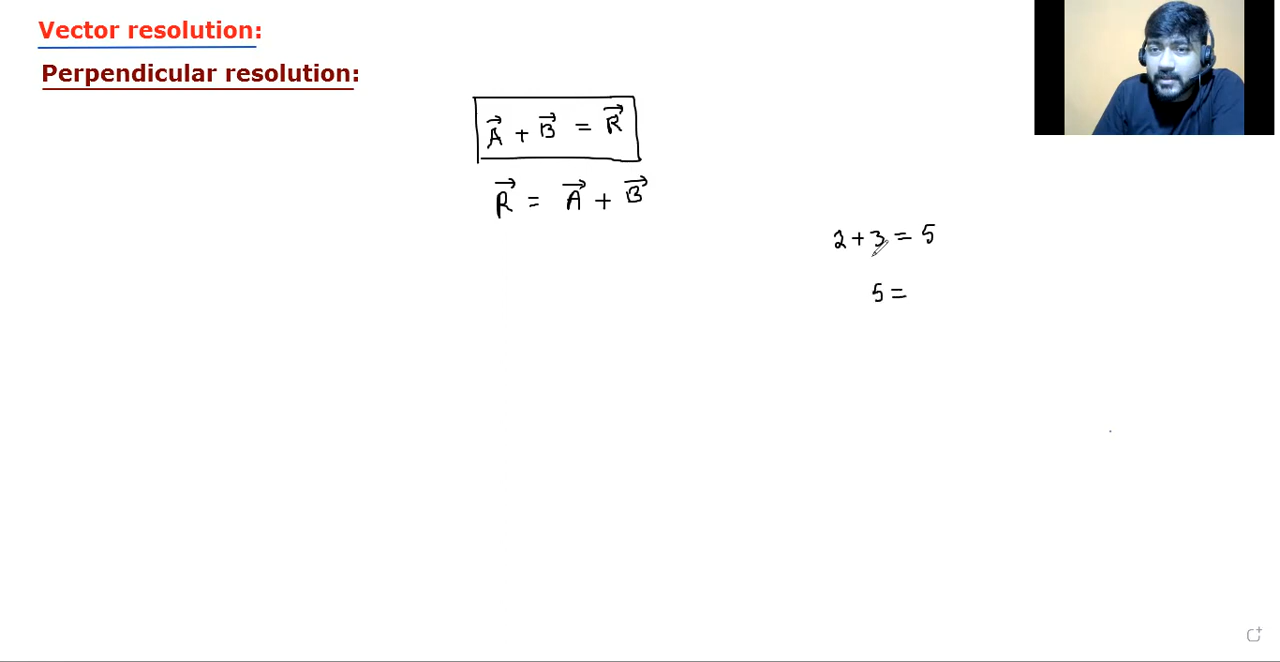 Vector resolution:
Perpendicular resolution:
A⃗ + B⃗ = R⃗
R⃗ = A⃗ + B⃗
2 + 3 = 5
5 =